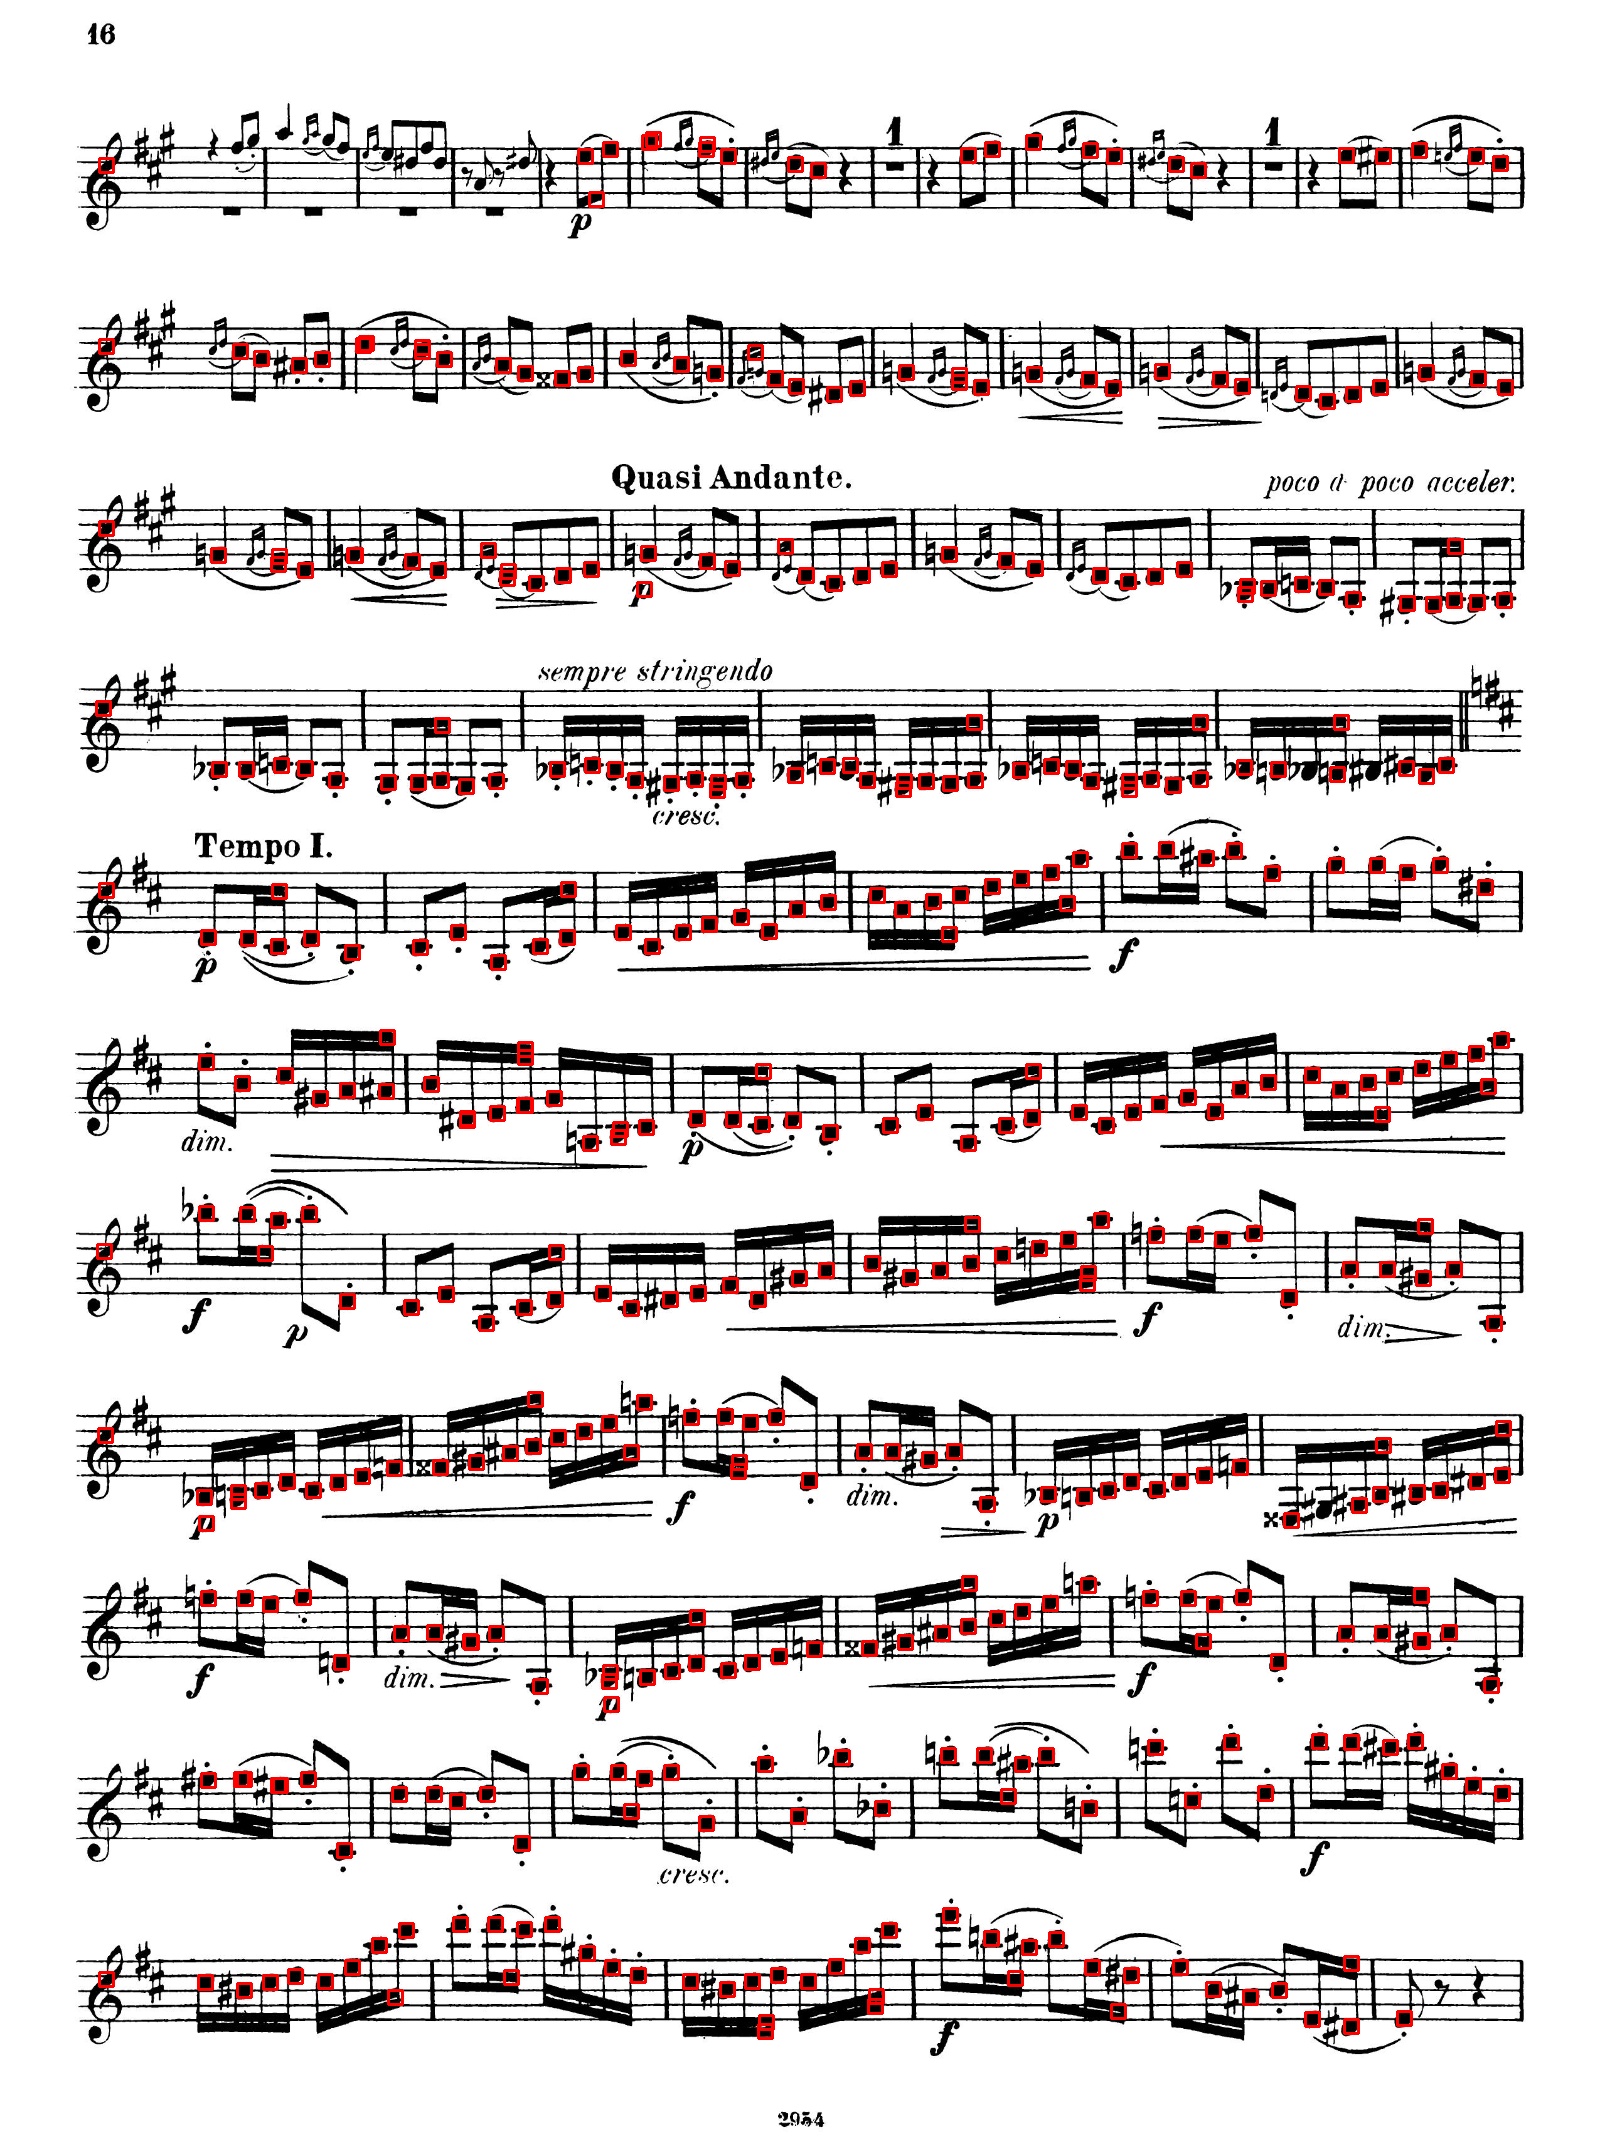 16
p
1
1
Quasi Andante.
poco à poco acceler.
p
sempre stringendo
cresc.
Tempo I.
p
f
dim.
p
f
p
f
dim.
p
f
dim.
p
f
dim.
p
f
cresc.
f
f
2954